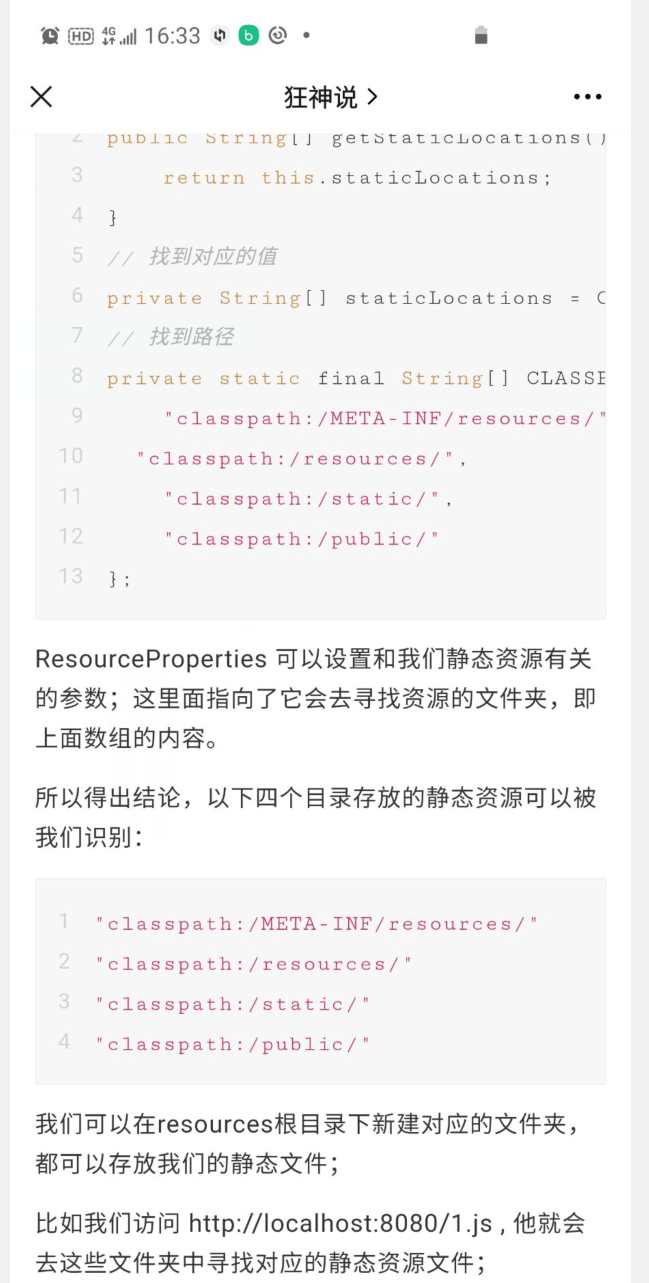 HD 4G 16:33
狂神说
2 public String[] getStaticLocations()
3 return this.staticLocations;
4 }
5 // 找到对应的值
6 private String[] staticLocations = C
7 // 找到路径
8 private static final String[] CLASSE
9 "classpath:/META-INF/resources/"
10 "classpath:/resources/",
11 "classpath:/static/",
12 "classpath:/public/"
13 };
ResourceProperties 可以设置和我们静态资源有关
的参数；这里面指向了它会去寻找资源的文件夹，即
上面数组的内容。
所以得出结论，以下四个目录存放的静态资源可以被
我们识别：
1 "classpath:/META-INF/resources/"
2 "classpath:/resources/"
3 "classpath:/static/"
4 "classpath:/public/"
我们可以在resources根目录下新建对应的文件夹，
都可以存放我们的静态文件；
比如我们访问 http://localhost:8080/1.js , 他就会
去这些文件夹中寻找对应的静态资源文件；